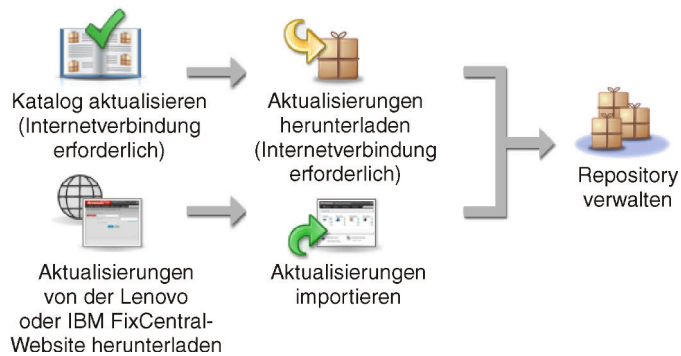 Katalog aktualisieren
(Internetverbindung
erforderlich)
Aktualisierungen
herunterladen
(Internetverbindung
erforderlich)
Repository
verwalten
Aktualisierungen
von der Lenovo
oder IBM FixCentral-
Website herunterladen
Aktualisierungen
importieren